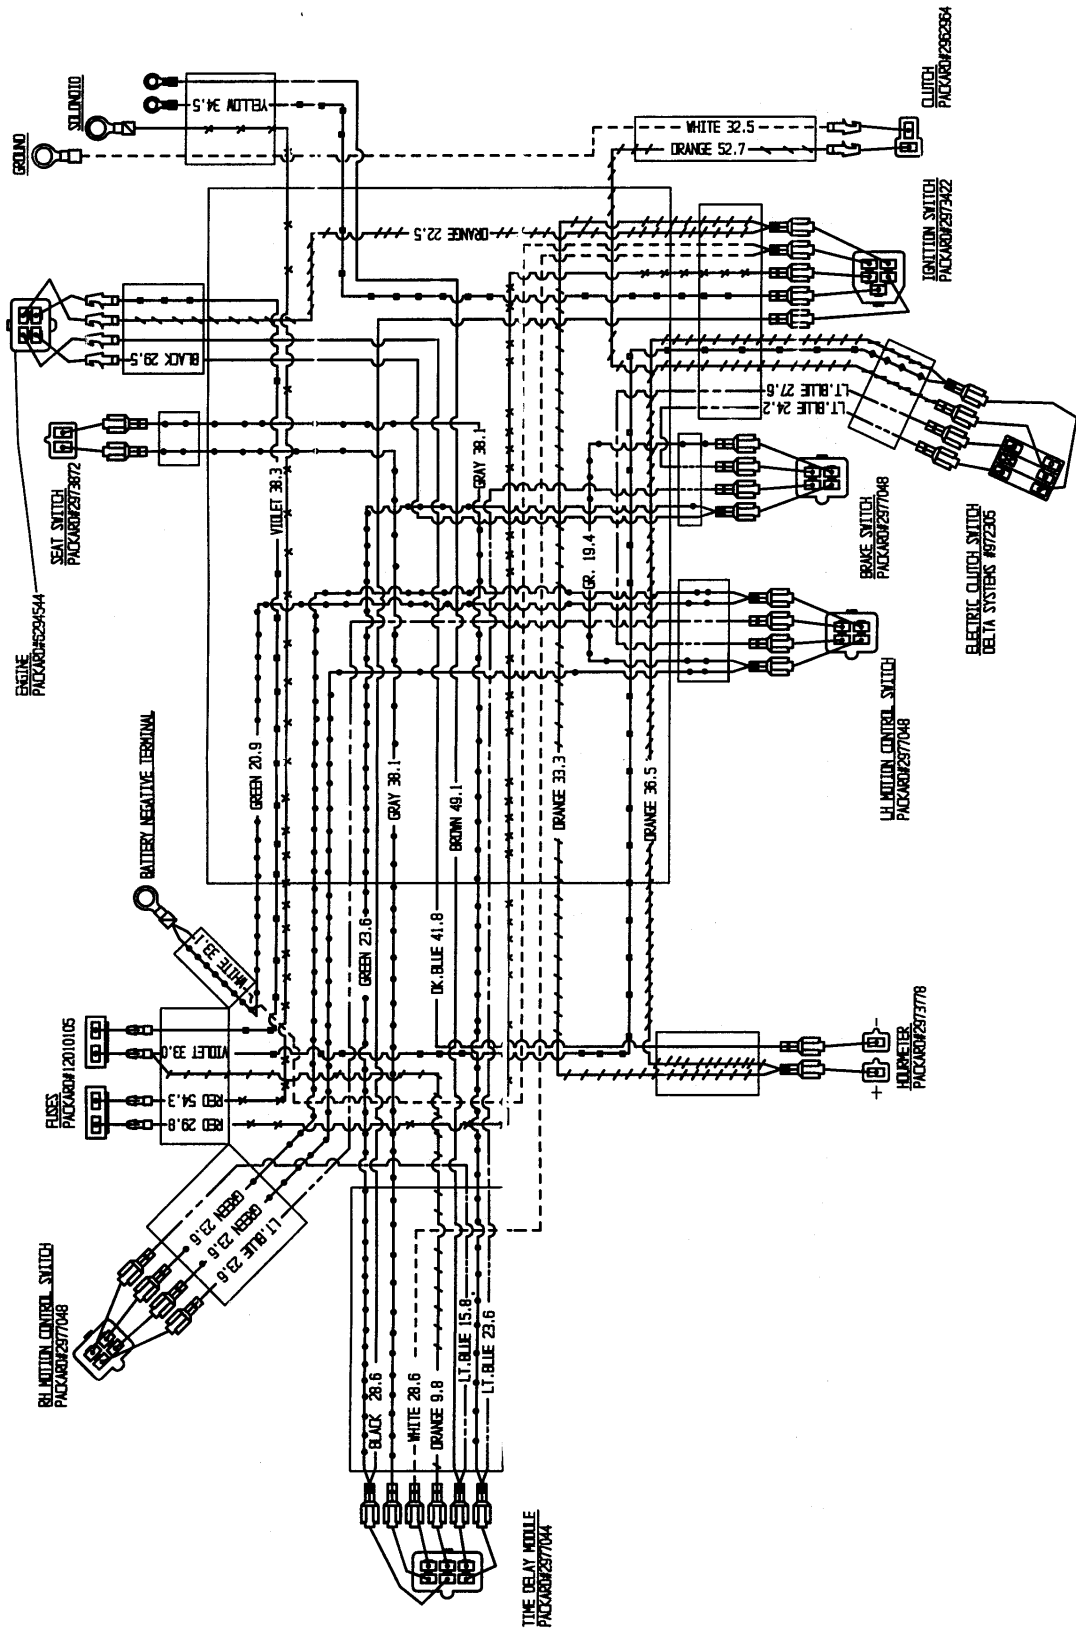 GROUND
SOLONOID
YELLOW 34.5
CLUTCH
PACKARD#2962964
WHITE 32.5
ORANGE 52.7
IGNITION SWITCH
PACKARD#2973422
ORANGE 22.5
BLACK 29.5
ENGINE
PACKARD#6294544
SEAT SWITCH
PACKARD#2973872
VIOLET 38.3
GRAY 38.1
LT.BLUE 27.6
LT.BLUE 24.2
GR. 19.4
BRAKE SWITCH
PACKARD#2977048
ELECTRIC CLUTCH SWITCH
DELTA SYSTEMS #972305
LH MOTION CONTROL SWITCH
PACKARD#2977048
BATTERY NEGATIVE TERMINAL
WHITE 33.1
GREEN 20.9
GRAY 38.1
BROWN 49.1
ORANGE 33.3
ORANGE 36.5
GREEN 23.6
DK.BLUE 41.8
FUSES
PACKARD#12010105
VIOLET 33.0
RED 54.3
RED 29.8
HOURMETER
PACKARD#2973778
+
-
RH MOTION CONTROL SWITCH
PACKARD#2977048
GREEN 23.6
GREEN 23.6
LT.BLUE 23.6
BLACK 28.6
WHITE 28.6
ORANGE 9.8
LT.BLUE 15.8
LT.BLUE 23.6
TIME DELAY MODULE
PACKARD#2977044